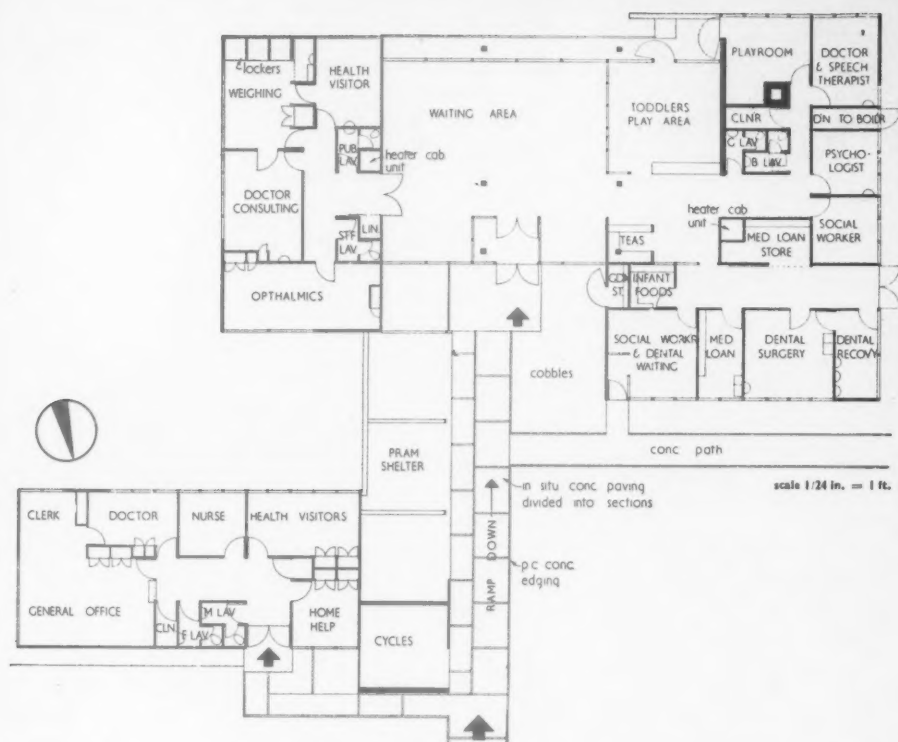 & lockers
WEIGHING
HEALTH
VISITOR
WAITING AREA
TODDLERS
PLAY AREA
PLAYROOM
DOCTOR
& SPEECH
THERAPIST
CLNR
D'N TO BOILR
G LAV
B LAV
PSYCHO-
LOGIST
PUB
LAV
heater cab
unit
DOCTOR
CONSULTING
STF
LAV
LIN
heater cab
unit
TEAS
MED LOAN
STORE
SOCIAL
WORKER
OPTHALMICS
ST.
INFANT
FOODS
SOCIAL WORKR
& DENTAL
WAITING
MED
LOAN
DENTAL
SURGERY
DENTAL
RECOVY
cobbles
conc path
PRAM
SHELTER
in situ conc paving
divided into sections
scale 1/24 in. = 1 ft.
CLERK
DOCTOR
NURSE
HEALTH VISITORS
RAMP DOWN
p.c conc.
edging
GENERAL OFFICE
M LAV
CLN.
F LAV
HOME
HELP
CYCLES